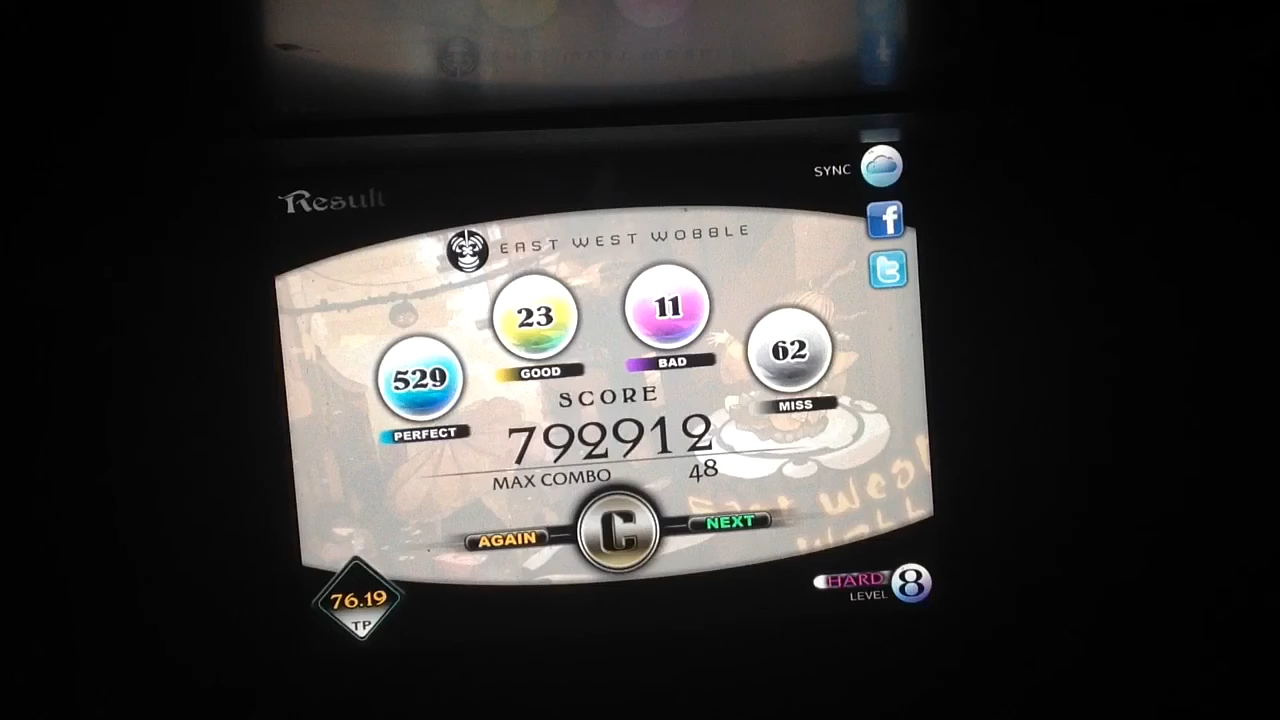 SYNC
Result
EAST WEST WOBBLE
f
t
23
11
GOOD
BAD
529
62
PERFECT
MISS
SCORE
792912
MAX COMBO 48
C
AGAIN
NEXT
HARD
LEVEL 8
76.19
TP